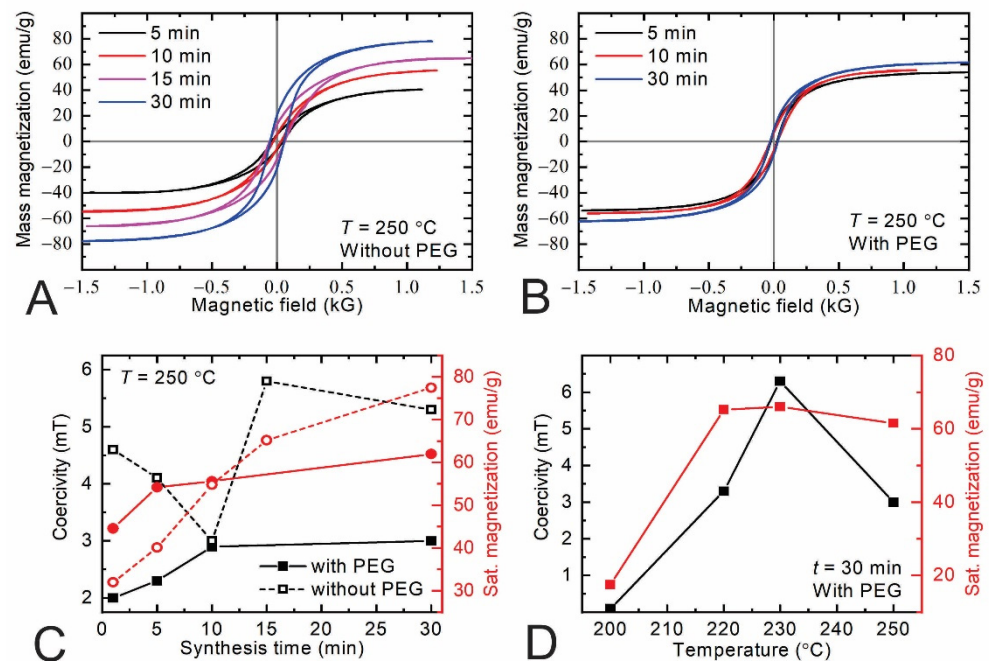 80
60
40
20
0
−20
−40
−60
−80
Mass magnetization (emu/g)
5 min
10 min
15 min
30 min
T = 250 °C
Without PEG
−1.5 −1.0 −0.5 0.0 0.5 1.0 1.5
Magnetic field (kG)
A
80
60
40
20
0
−20
−40
−60
−80
Mass magnetization (emu/g)
5 min
10 min
30 min
T = 250 °C
With PEG
−1.5 −1.0 −0.5 0.0 0.5 1.0 1.5
Magnetic field (kG)
B
6
5
4
3
2
Coercivity (mT)
T = 250 °C
with PEG
without PEG
80
70
60
50
40
30
Sat. magnetization (emu/g)
0 5 10 15 20 25 30
Synthesis time (min)
C
6
5
4
3
2
1
Coercivity (mT)
t = 30 min
With PEG
80
60
40
20
Sat. magnetization (emu/g)
200 210 220 230 240 250
Temperature (°C)
D